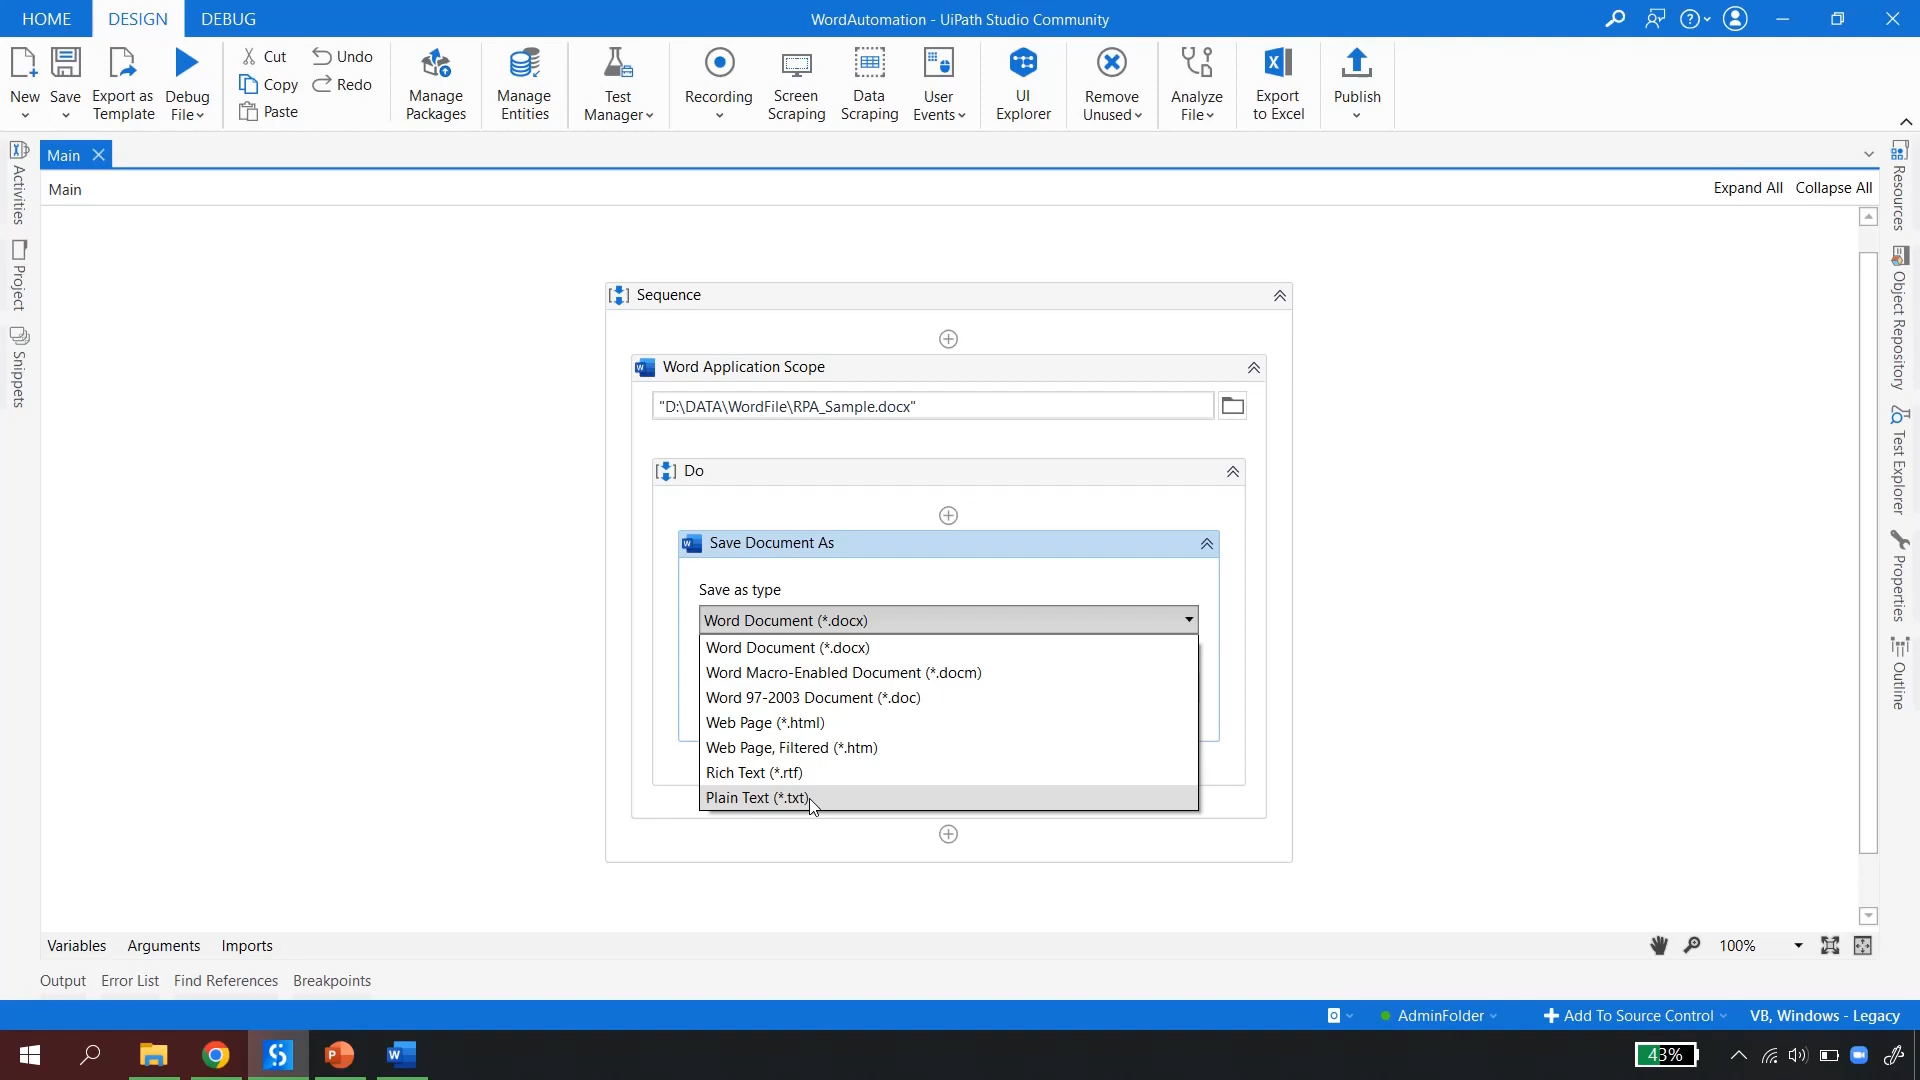 HOME DESIGN DEBUG WordAutomation - UiPath Studio Community
New Save Export as Template Debug File
Cut Undo
Copy Redo
Paste
Manage Packages
Manage Entities
Test Manager
Recording
Screen Scraping
Data Scraping
User Events
UI Explorer
Remove Unused
Analyze File
Export to Excel
Publish
Main
Main
Expand All Collapse All
Activities
Project
Snippets
Resources
Object Repository
Test Explorer
Properties
Outline
Sequence
Word Application Scope
"D:\DATA\WordFile\RPA_Sample.docx"
Do
Save Document As
Save as type
Word Document (*.docx)
Word Document (*.docx)
Word Macro-Enabled Document (*.docm)
Word 97-2003 Document (*.doc)
Web Page (*.html)
Web Page, Filtered (*.htm)
Rich Text (*.rtf)
Plain Text (*.txt)
Variables Arguments Imports
100%
Output Error List Find References Breakpoints
AdminFolder Add To Source Control VB, Windows - Legacy
43%